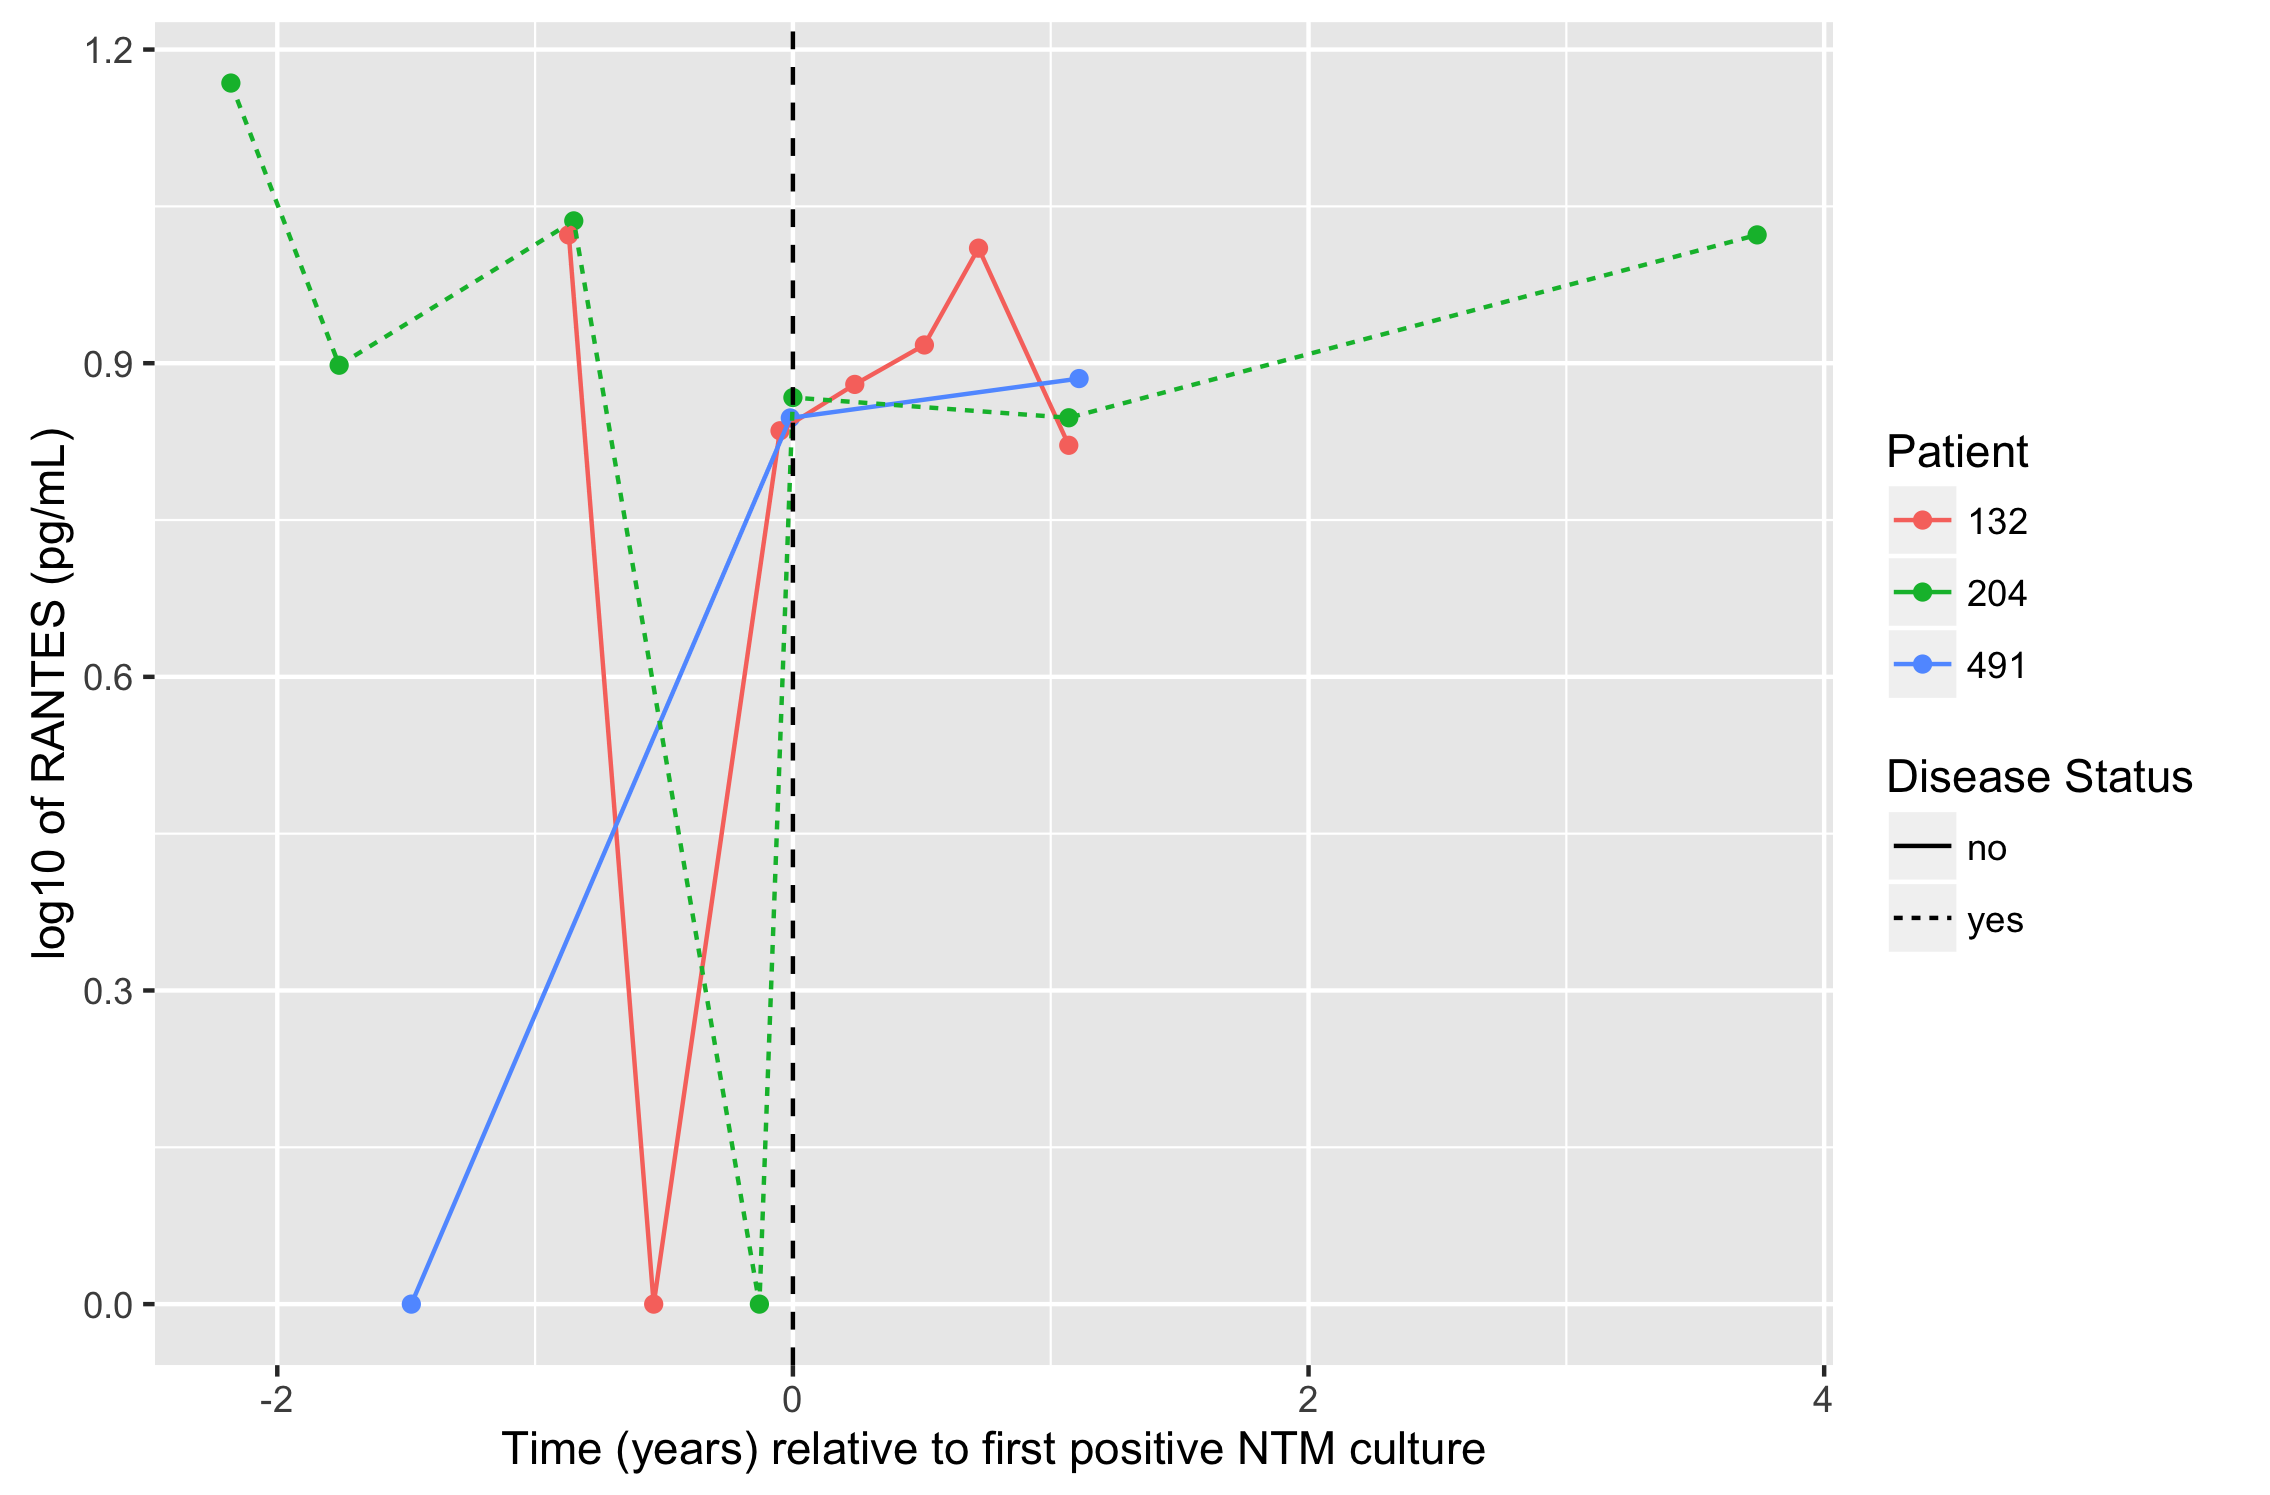 log10 of RANTES (pg/mL)
1.2
0.9
0.6
0.3
0.0
-2
0
2
4
Time (years) relative to first positive NTM culture
Patient
132
204
491
Disease Status
no
yes